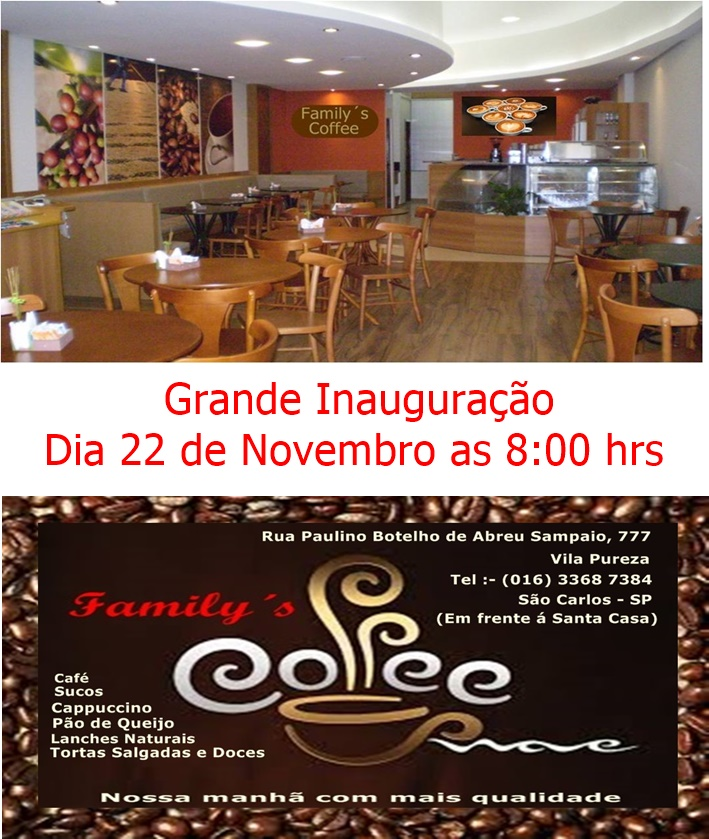 Family´s
Coffee
Grande Inauguração
Dia 22 de Novembro as 8:00 hrs
Rua Paulino Botelho de Abreu Sampaio, 777
Vila Pureza
Tel :- (016) 3368 7384
São Carlos - SP
(Em frente á Santa Casa)
Family´s
Coffee
Café
Sucos
Cappuccino
Pão de Queijo
Lanches Naturais
Tortas Salgadas e Doces
Nossa manhã com mais qualidade